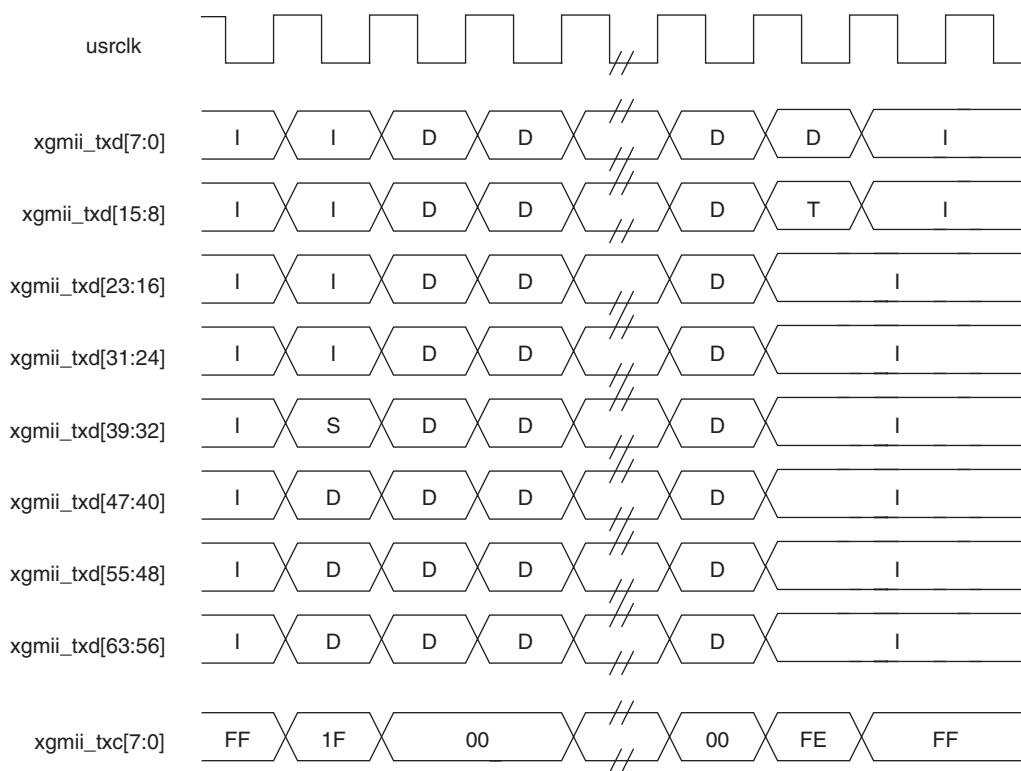 usrclk
xgmii_txd[7:0] I I D D D D I
xgmii_txd[15:8] I I D D D T I
xgmii_txd[23:16] I I D D D I
xgmii_txd[31:24] I I D D D I
xgmii_txd[39:32] I S D D D I
xgmii_txd[47:40] I D D D D I
xgmii_txd[55:48] I D D D D I
xgmii_txd[63:56] I D D D D I
xgmii_txc[7:0] FF 1F 00 00 FE FF